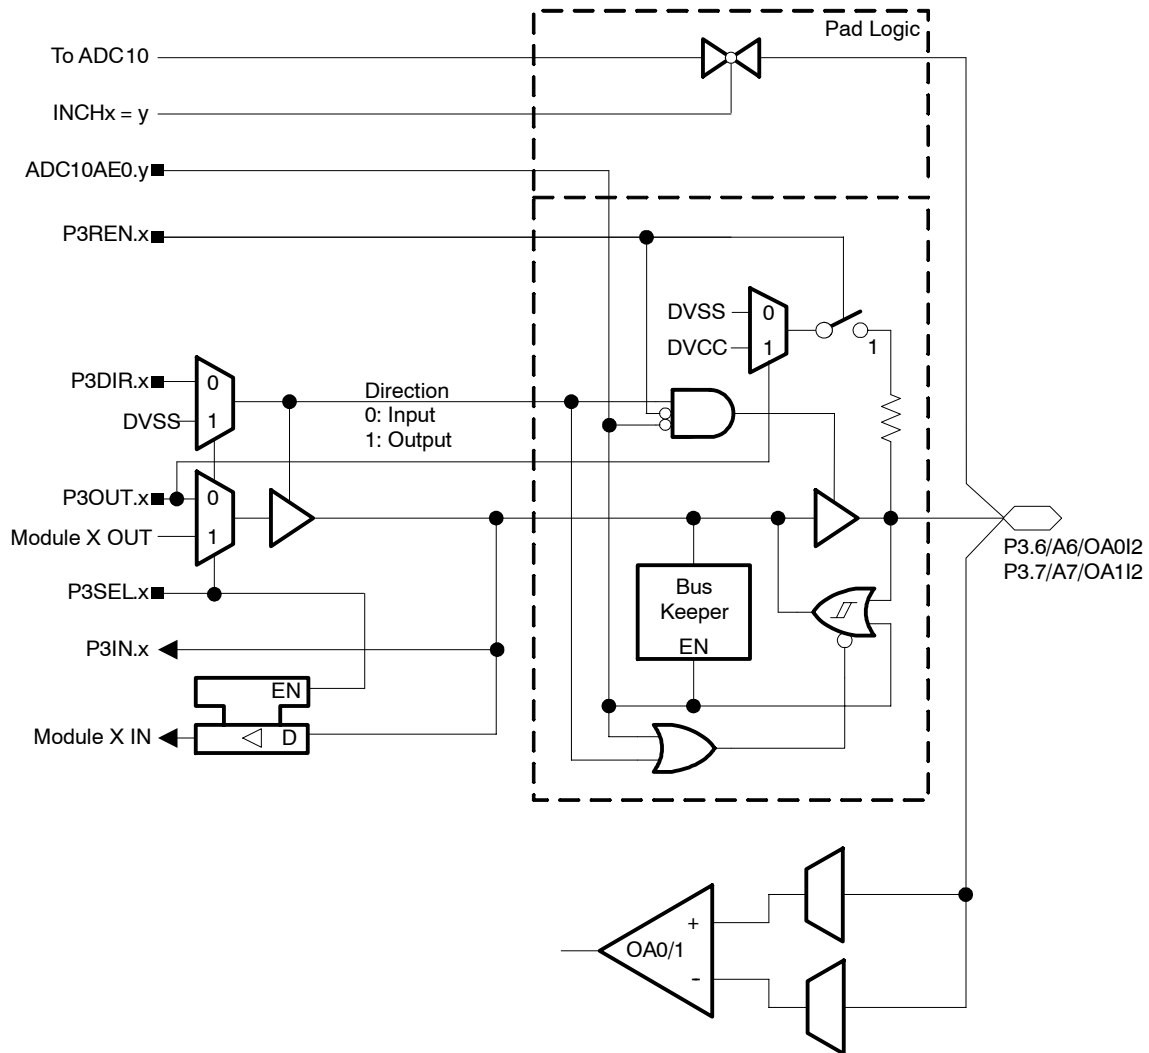 Pad Logic
To ADC10
INCHx = y
ADC10AE0.y
P3REN.x
DVSS
0
DVCC
1
1
P3DIR.x
0
DVSS
1
Direction
0: Input
1: Output
P3OUT.x
0
Module X OUT
1
P3SEL.x
P3IN.x
EN
Module X IN
D
Bus
Keeper
EN
P3.6/A6/OA0I2
P3.7/A7/OA1I2
+
OA0/1
-